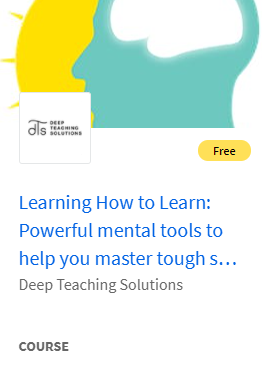 dTs DEEP
TEACHING
SOLUTIONS
Free
Learning How to Learn:
Powerful mental tools to
help you master tough s…
Deep Teaching Solutions
COURSE